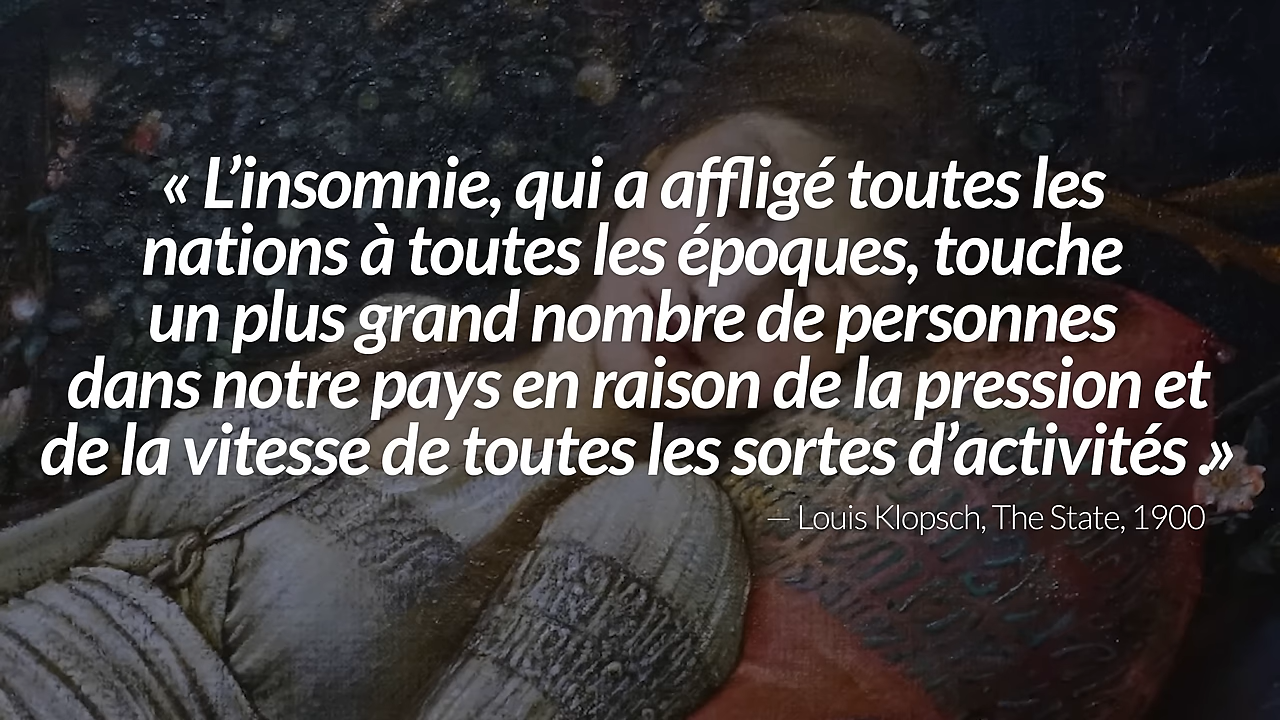 « L’insomnie, qui a affligé toutes les
nations à toutes les époques, touche
un plus grand nombre de personnes
dans notre pays en raison de la pression et
de la vitesse de toutes les sortes d’activités .»
— Louis Klopsch, The State, 1900